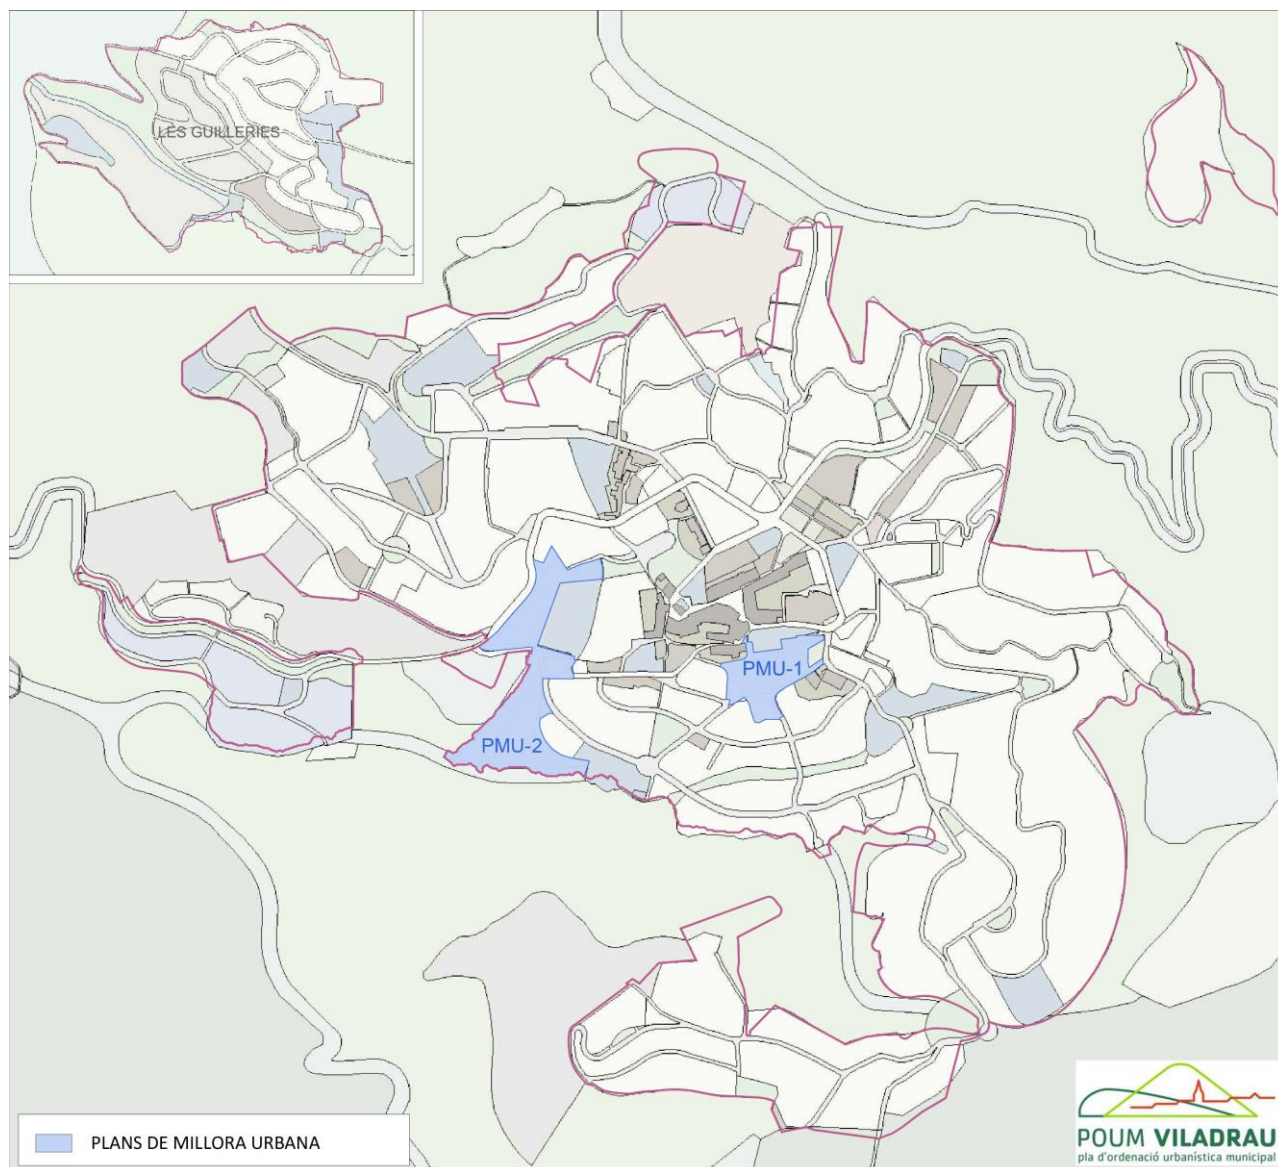 LES GUILLERIES
PMU-1
PMU-2
PLANS DE MILLORA URBANA
POUM VILADRAU
pla d'ordenació urbanística municipal